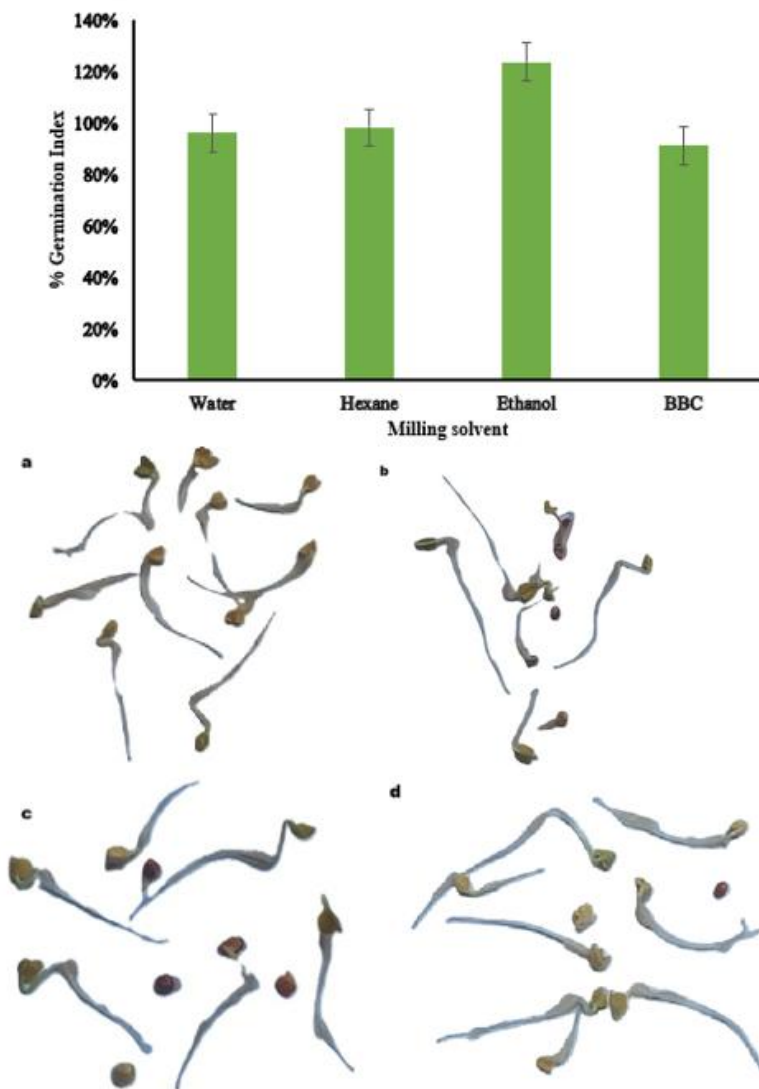 140%
120%
100%
80%
60%
40%
20%
0%
% Germination Index
Water Hexane Ethanol BBC
Milling solvent
a b
c d